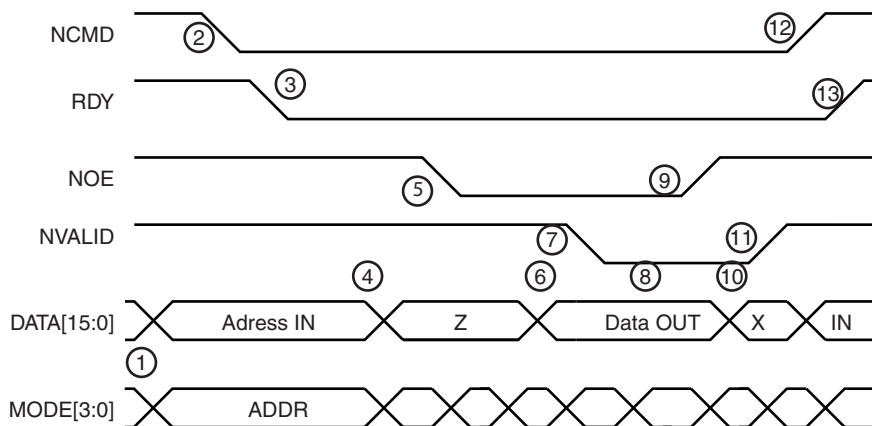 NCMD
2
12
RDY
3
13
NOE
5
9
NVALID
7
11
4
6
8
10
DATA[15:0]
Adress IN
Z
Data OUT
X
IN
1
MODE[3:0]
ADDR